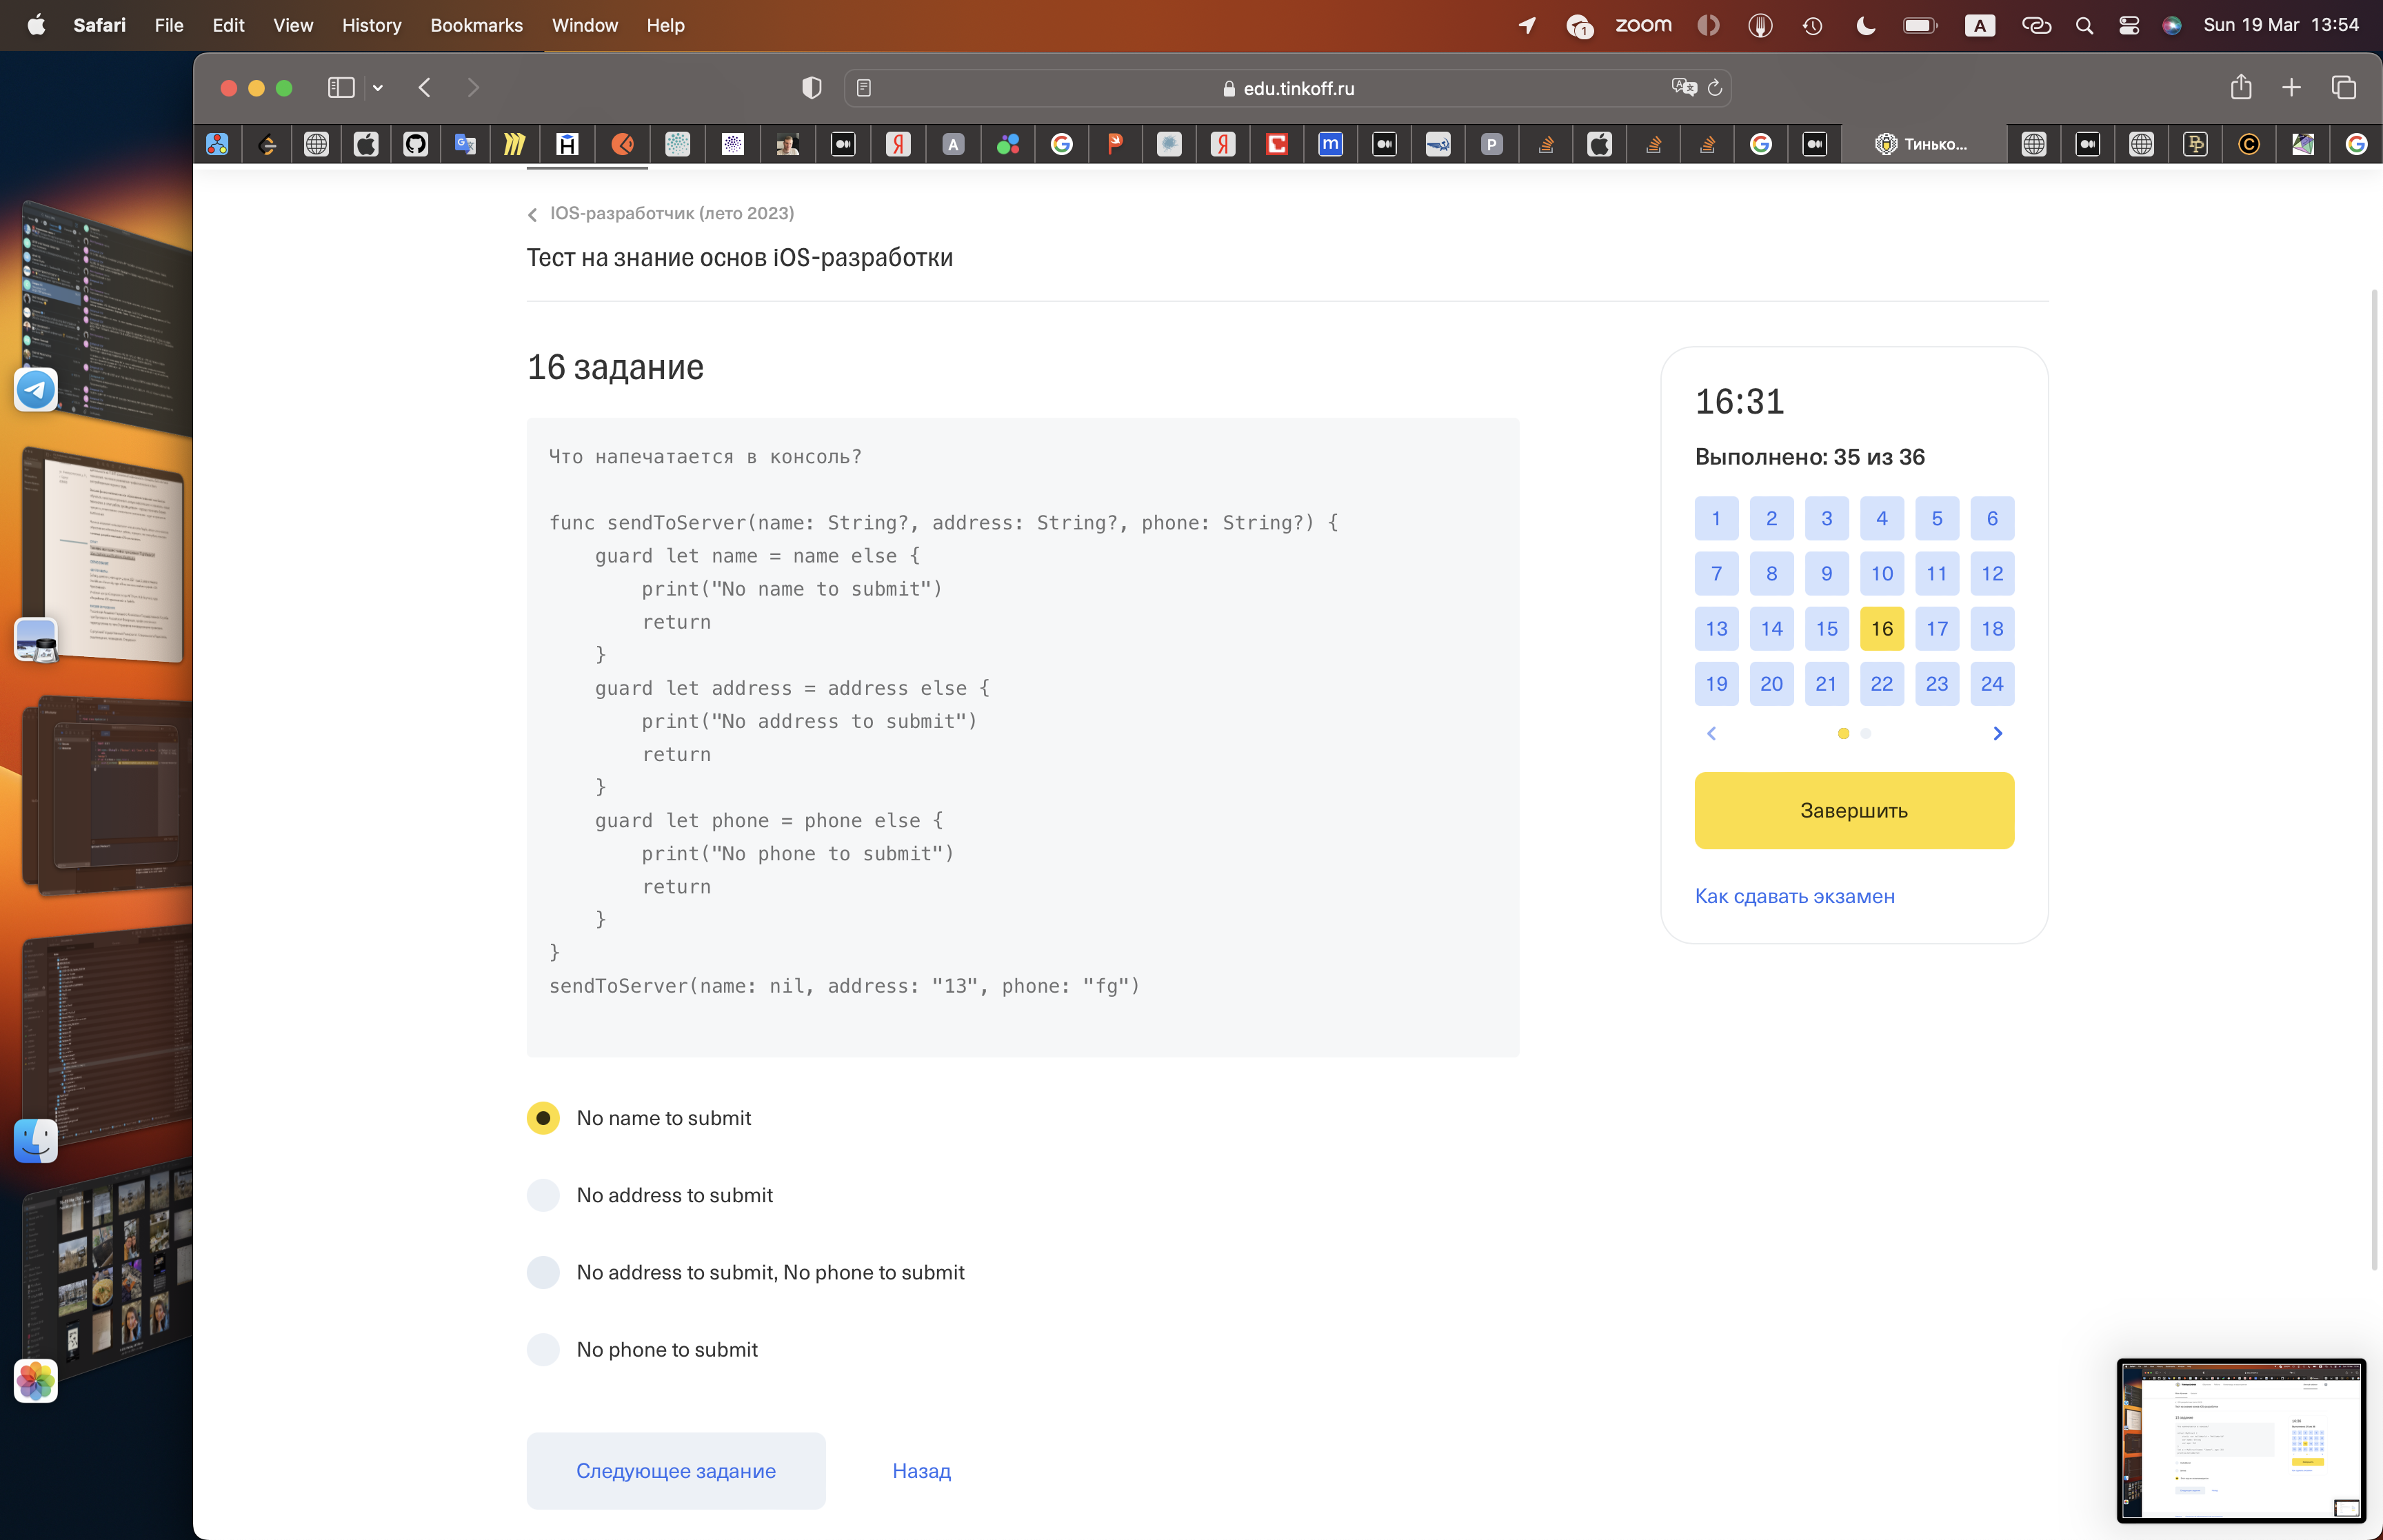 Safari File Edit View History Bookmarks Window Help
1 zoom A Sun 19 Mar 13:54
edu.tinkoff.ru
Тинько...
IOS-разработчик (лето 2023)
Тест на знание основ iOS-разработки
16 задание
Что напечатается в консоль?
func sendToServer(name: String?, address: String?, phone: String?) {
    guard let name = name else {
        print("No name to submit")
        return
    }
    guard let address = address else {
        print("No address to submit")
        return
    }
    guard let phone = phone else {
        print("No phone to submit")
        return
    }
}
sendToServer(name: nil, address: "13", phone: "fg")
No name to submit
No address to submit
No address to submit, No phone to submit
No phone to submit
Следующее задание Назад
16:31
Выполнено: 35 из 36
1 2 3 4 5 6
7 8 9 10 11 12
13 14 15 16 17 18
19 20 21 22 23 24
Завершить
Как сдавать экзамен